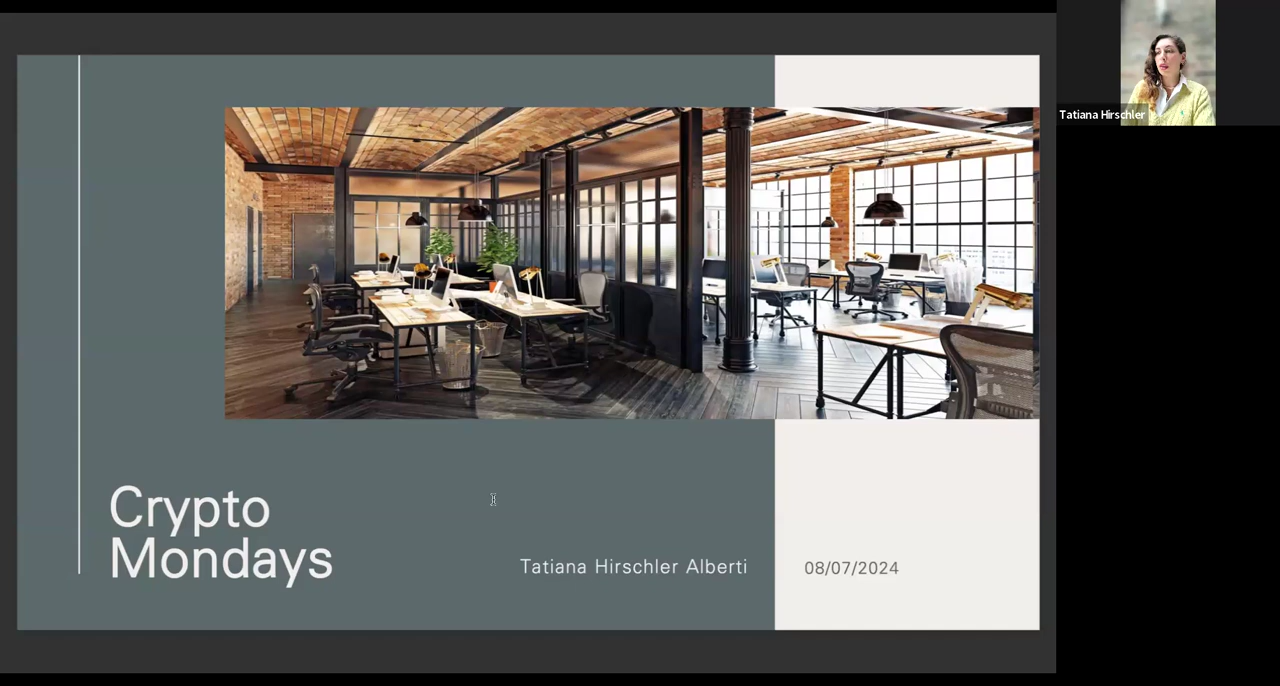 Tatiana Hirschler
Crypto
Mondays
Tatiana Hirschler Alberti
08/07/2024